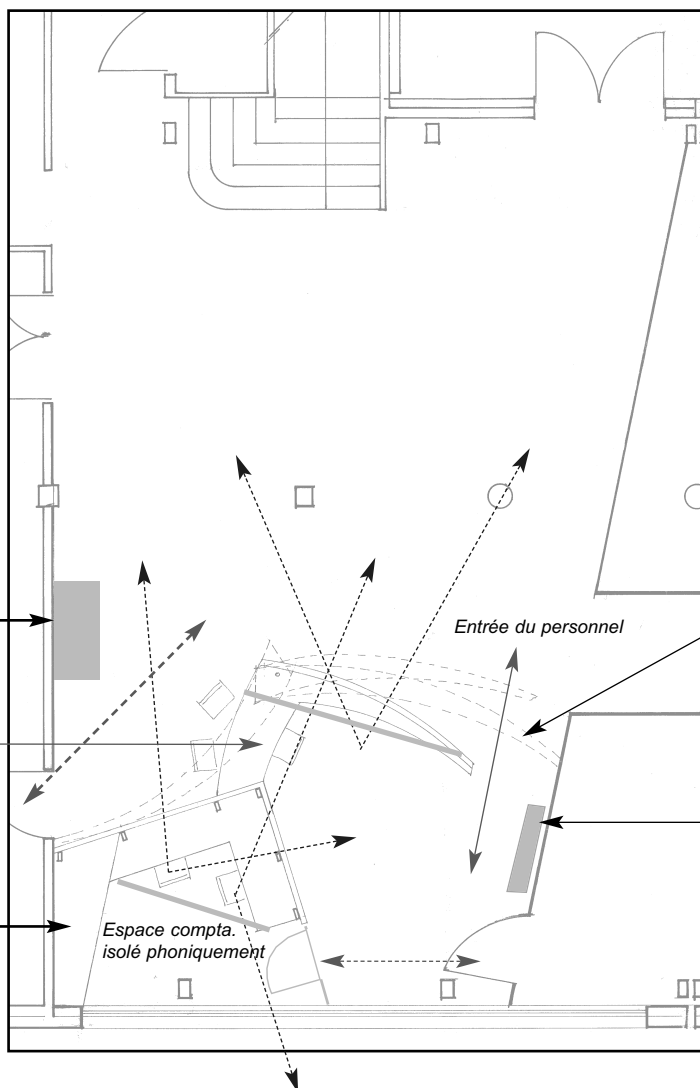 Entrée du personnel
Espace compta.
isolé phoniquement